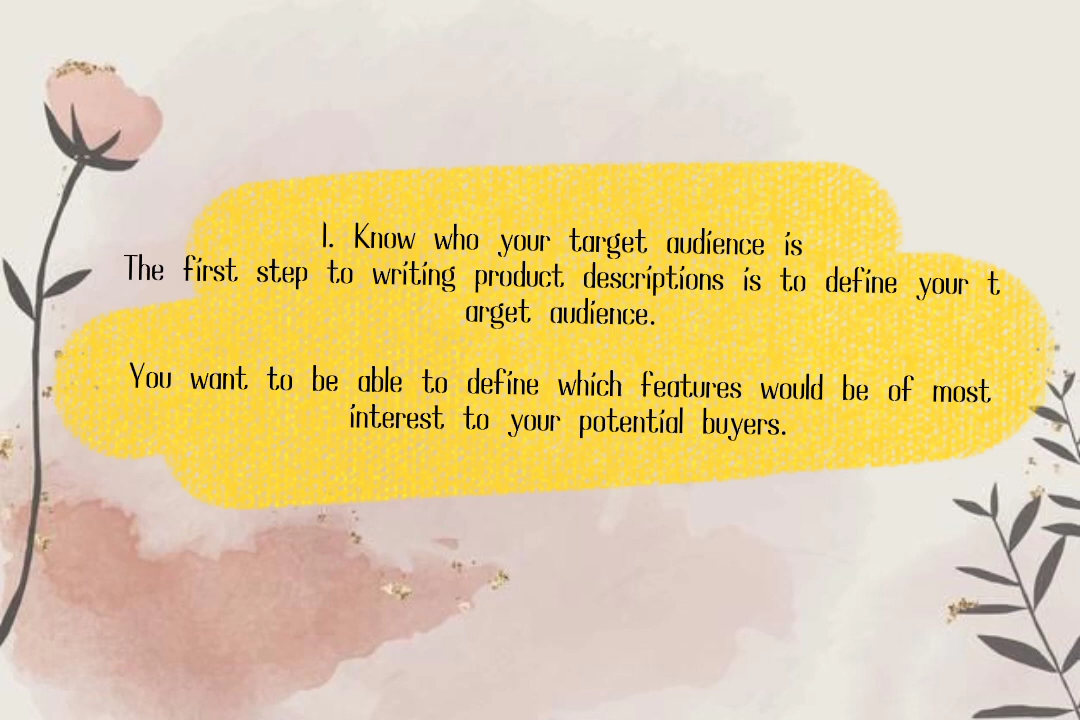 1. Know who your target audience is
The first step to writing product descriptions is to define your t
arget audience.
You want to be able to define which features would be of most
interest to your potential buyers.